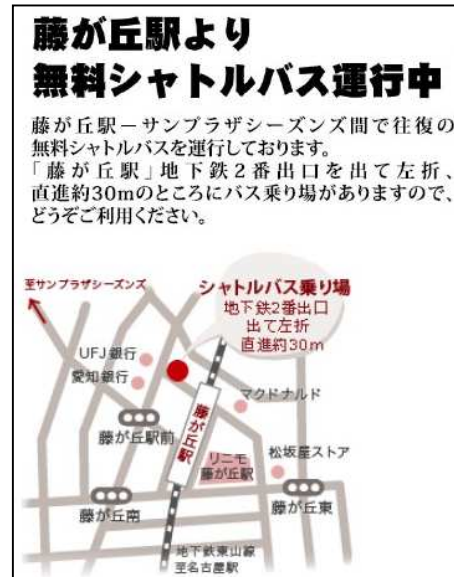 藤が丘駅より
無料シャトルバス運行中
藤が丘駅－サンプラザシーズンズ間で往復の
無料シャトルバスを運行しております。
「藤が丘駅」地下鉄２番出口を出て左折、
直進約30mのところにバス乗り場がありますので、
どうぞご利用ください。
至サンプラザシーズンズ
シャトルバス乗り場
地下鉄2番出口
出て左折
直進約30m
UFJ銀行
愛知銀行
マクドナルド
藤が丘駅前
藤が丘駅
リニモ
藤が丘駅
松坂屋ストア
藤が丘南
藤が丘東
地下鉄東山線
至名古屋駅